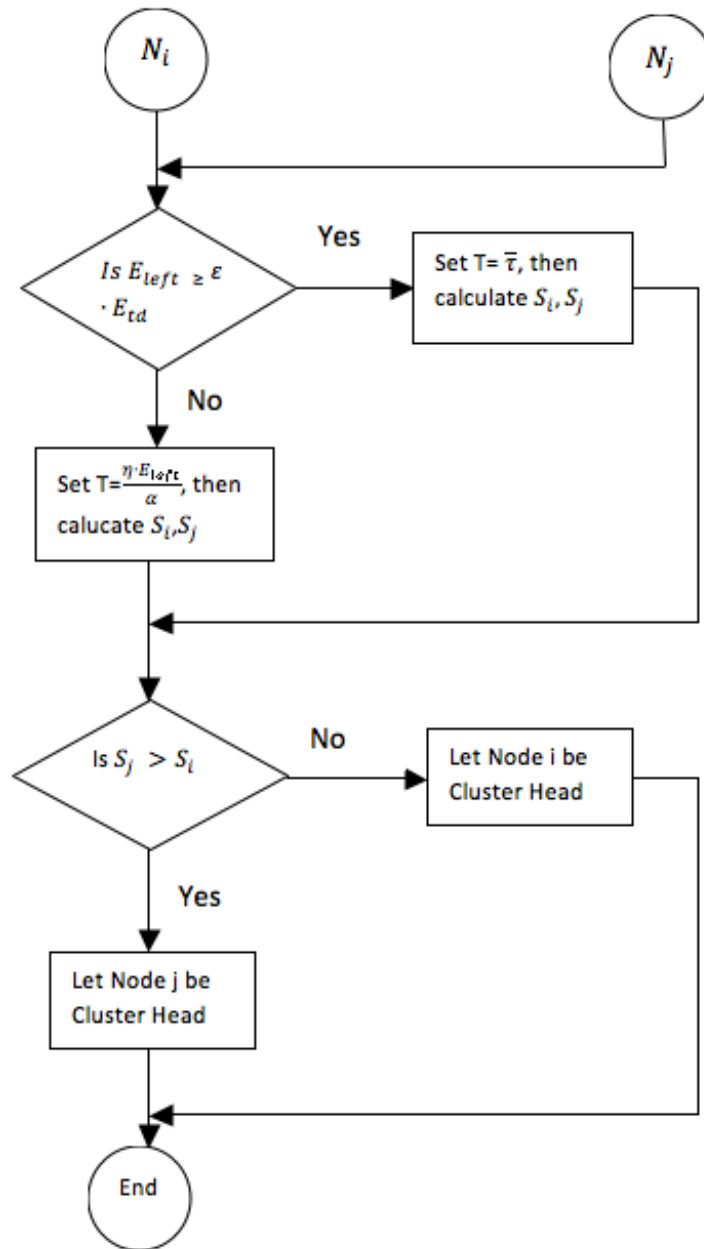 N_i
N_j
Yes
Is E_left ≥ ε
· E_td
Set T= τ̅, then
calculate S_i, S_j
No
Set T=η·E_left/α, then
calucate S_i,S_j
Is S_j > S_i
No
Let Node i be
Cluster Head
Yes
Let Node j be
Cluster Head
End